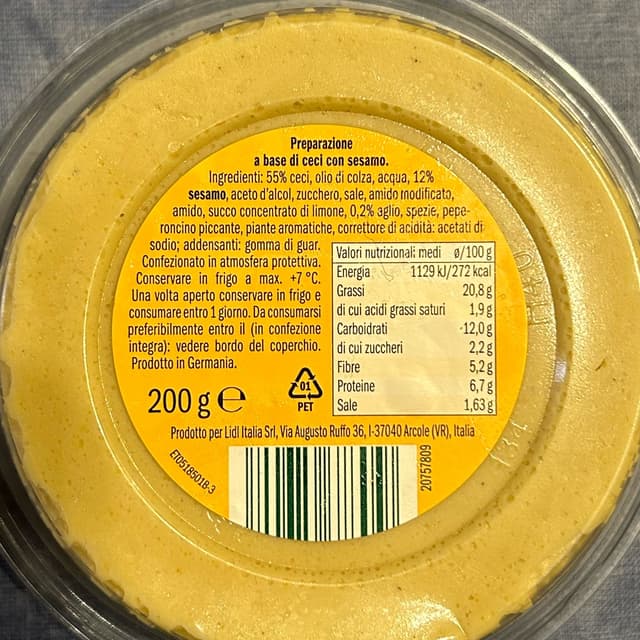 Preparazione
a base di ceci con sesamo.
Ingredienti: 55% ceci, olio di colza, acqua, 12%
sesamo, aceto d'alcol, zucchero, sale, amido modificato,
amido, succo concentrato di limone, 0,2% aglio, spezie, pepe-
roncino piccante, piante aromatiche, correttore di acidità: acetati di
sodio; addensanti: gomma di guar.
Confezionato in atmosfera protettiva.
Conservare in frigo a max. +7 °C.
Una volta aperto conservare in frigo e
consumare entro 1 giorno. Da consumarsi
preferibilmente entro il (in confezione
integra): vedere bordo del coperchio.
Prodotto in Germania.
Valori nutrizionali medi ø/100 g
Energia 1129 kJ/272 kcal
Grassi 20,8 g
di cui acidi grassi saturi 1,9 g
Carboidrati 12,0 g
di cui zuccheri 2,2 g
Fibre 5,2 g
Proteine 6,7 g
Sale 1,63 g
200 g ℮
01
PET
Prodotto per Lidl Italia Srl, Via Augusto Ruffo 36, I-37040 Arcole (VR), Italia
ET05185018-3
20757809